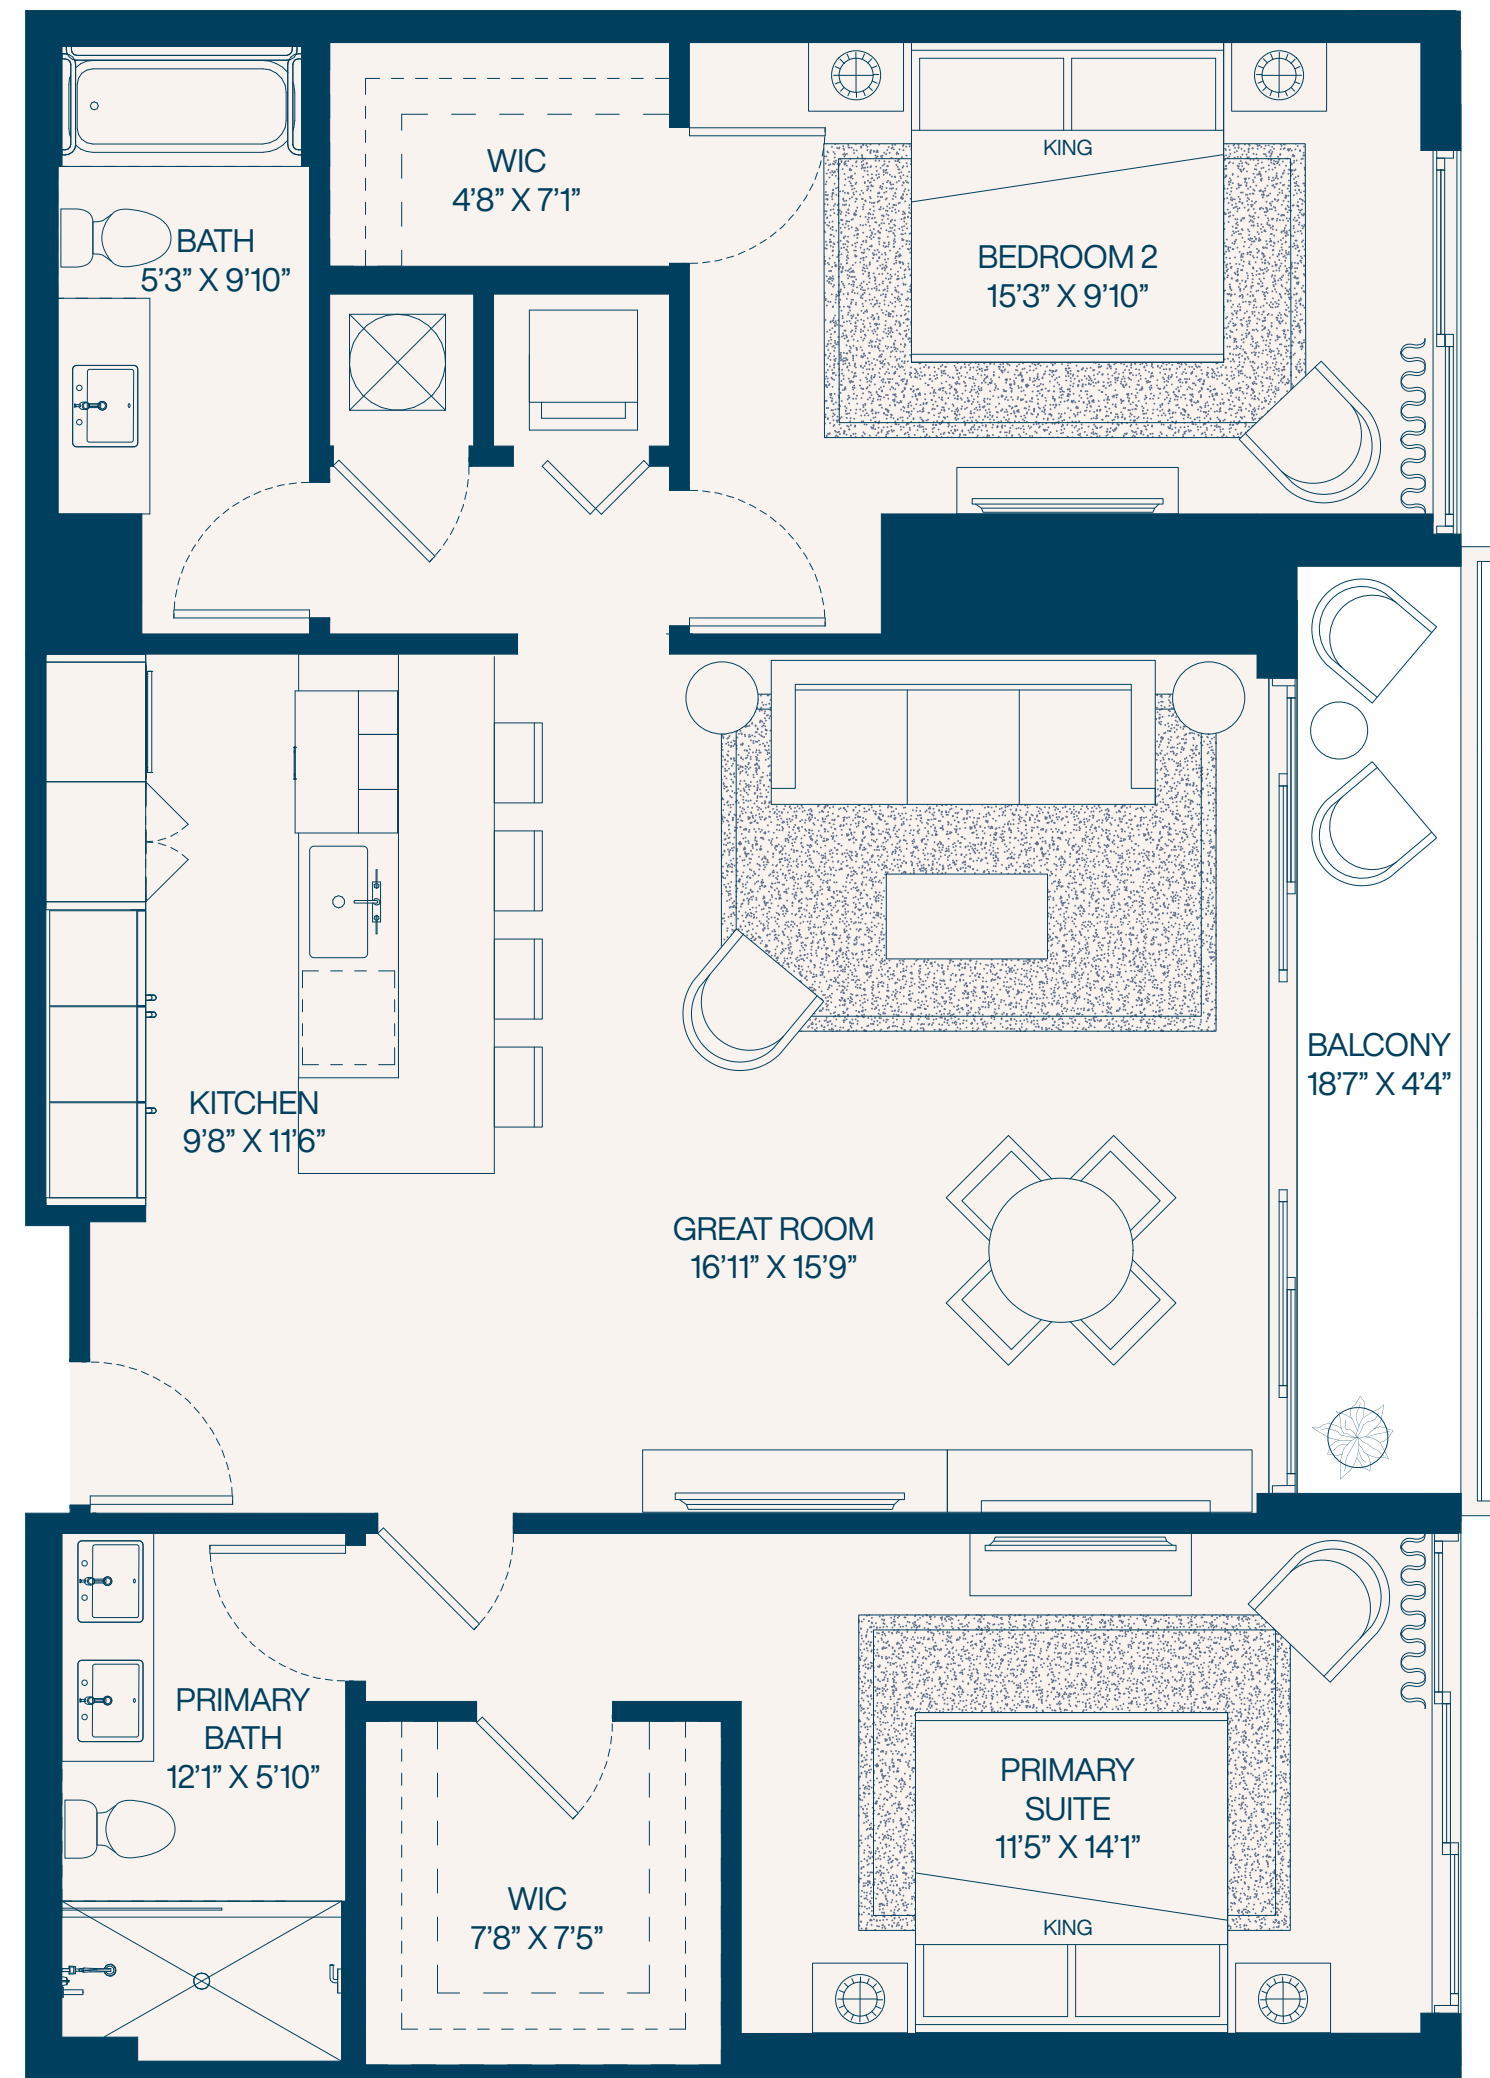 WIC
4'8" X 7'1"
KING
BATH
5'3" X 9'10"
BEDROOM 2
15'3" X 9'10"
BALCONY
18'7" X 4'4"
KITCHEN
9'8" X 11'6"
GREAT ROOM
16'11" X 15'9"
PRIMARY
BATH
12'1" X 5'10"
PRIMARY
SUITE
11'5" X 14'1"
WIC
7'8" X 7'5"
KING